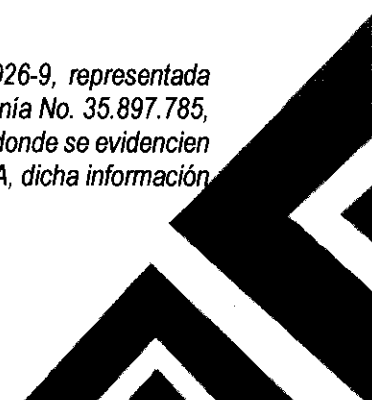 926-9, representada
nía No. 35.897.785,
donde se evidencien
A, dicha información